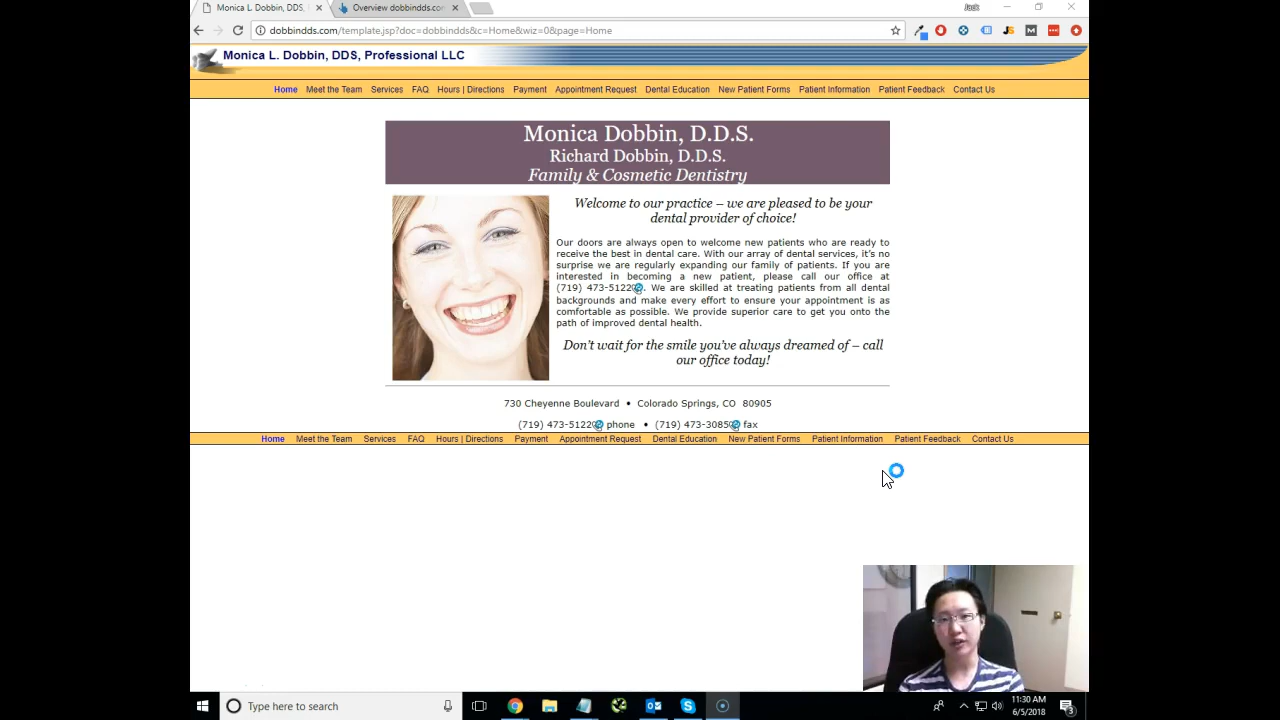 Monica L. Dobbin, DDS,
Overview dobbindds.com
Jack
dobbindds.com/template.jsp?doc=dobbindds&c=Home&wiz=0&page=Home
JS
M
Monica L. Dobbin, DDS, Professional LLC
Home Meet the Team Services FAQ Hours | Directions Payment Appointment Request Dental Education New Patient Forms Patient Information Patient Feedback Contact Us
Monica Dobbin, D.D.S.
Richard Dobbin, D.D.S.
Family & Cosmetic Dentistry
Welcome to our practice – we are pleased to be your
dental provider of choice!
Our doors are always open to welcome new patients who are ready to
receive the best in dental care. With our array of dental services, it's no
surprise we are regularly expanding our family of patients. If you are
interested in becoming a new patient, please call our office at
(719) 473-5122. We are skilled at treating patients from all dental
backgrounds and make every effort to ensure your appointment is as
comfortable as possible. We provide superior care to get you onto the
path of improved dental health.
Don't wait for the smile you've always dreamed of – call
our office today!
730 Cheyenne Boulevard • Colorado Springs, CO 80905
(719) 473-5122 phone • (719) 473-3085 fax
Home Meet the Team Services FAQ Hours | Directions Payment Appointment Request Dental Education New Patient Forms Patient Information Patient Feedback Contact Us
Type here to search
11:30 AM
6/5/2018
3